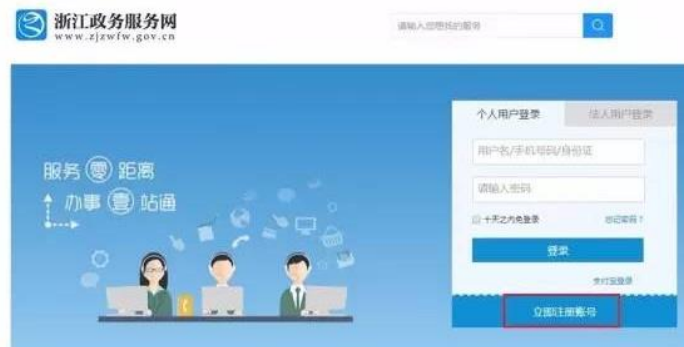 浙江政务服务网
www.zjzwfw.gov.cn
请输入您想找的服务
服务零距离
办事壹站通
个人用户登录
法人用户登录
用户名/手机号码/身份证
请输入密码
十天之内免登录
忘记密码？
登录
支付宝登录
立即注册账号